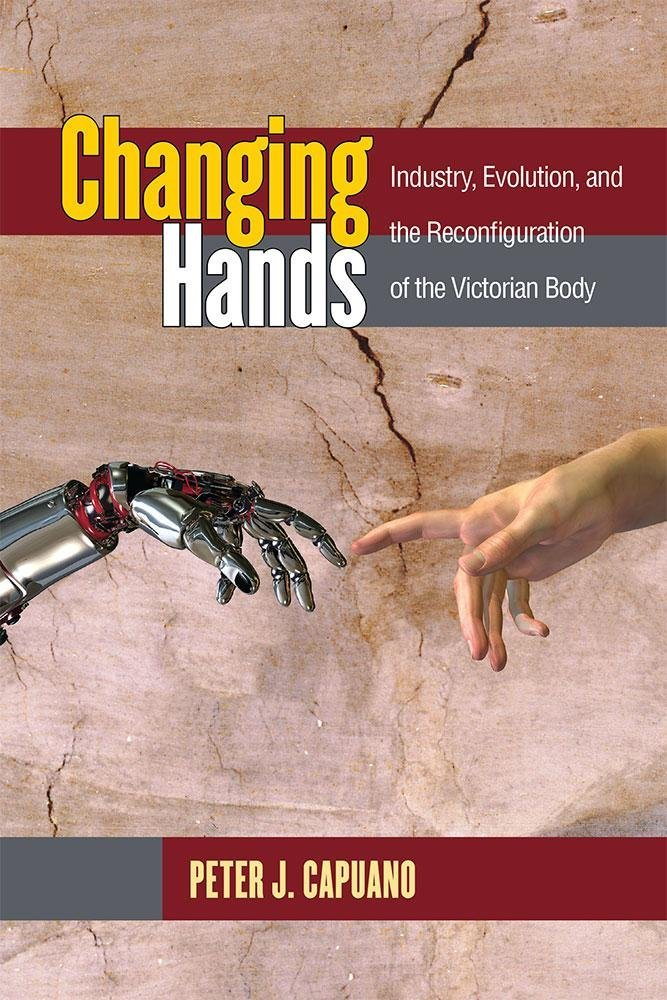 Changing
Hands
Industry, Evolution, and
the Reconfiguration
of the Victorian Body
PETER J. CAPUANO